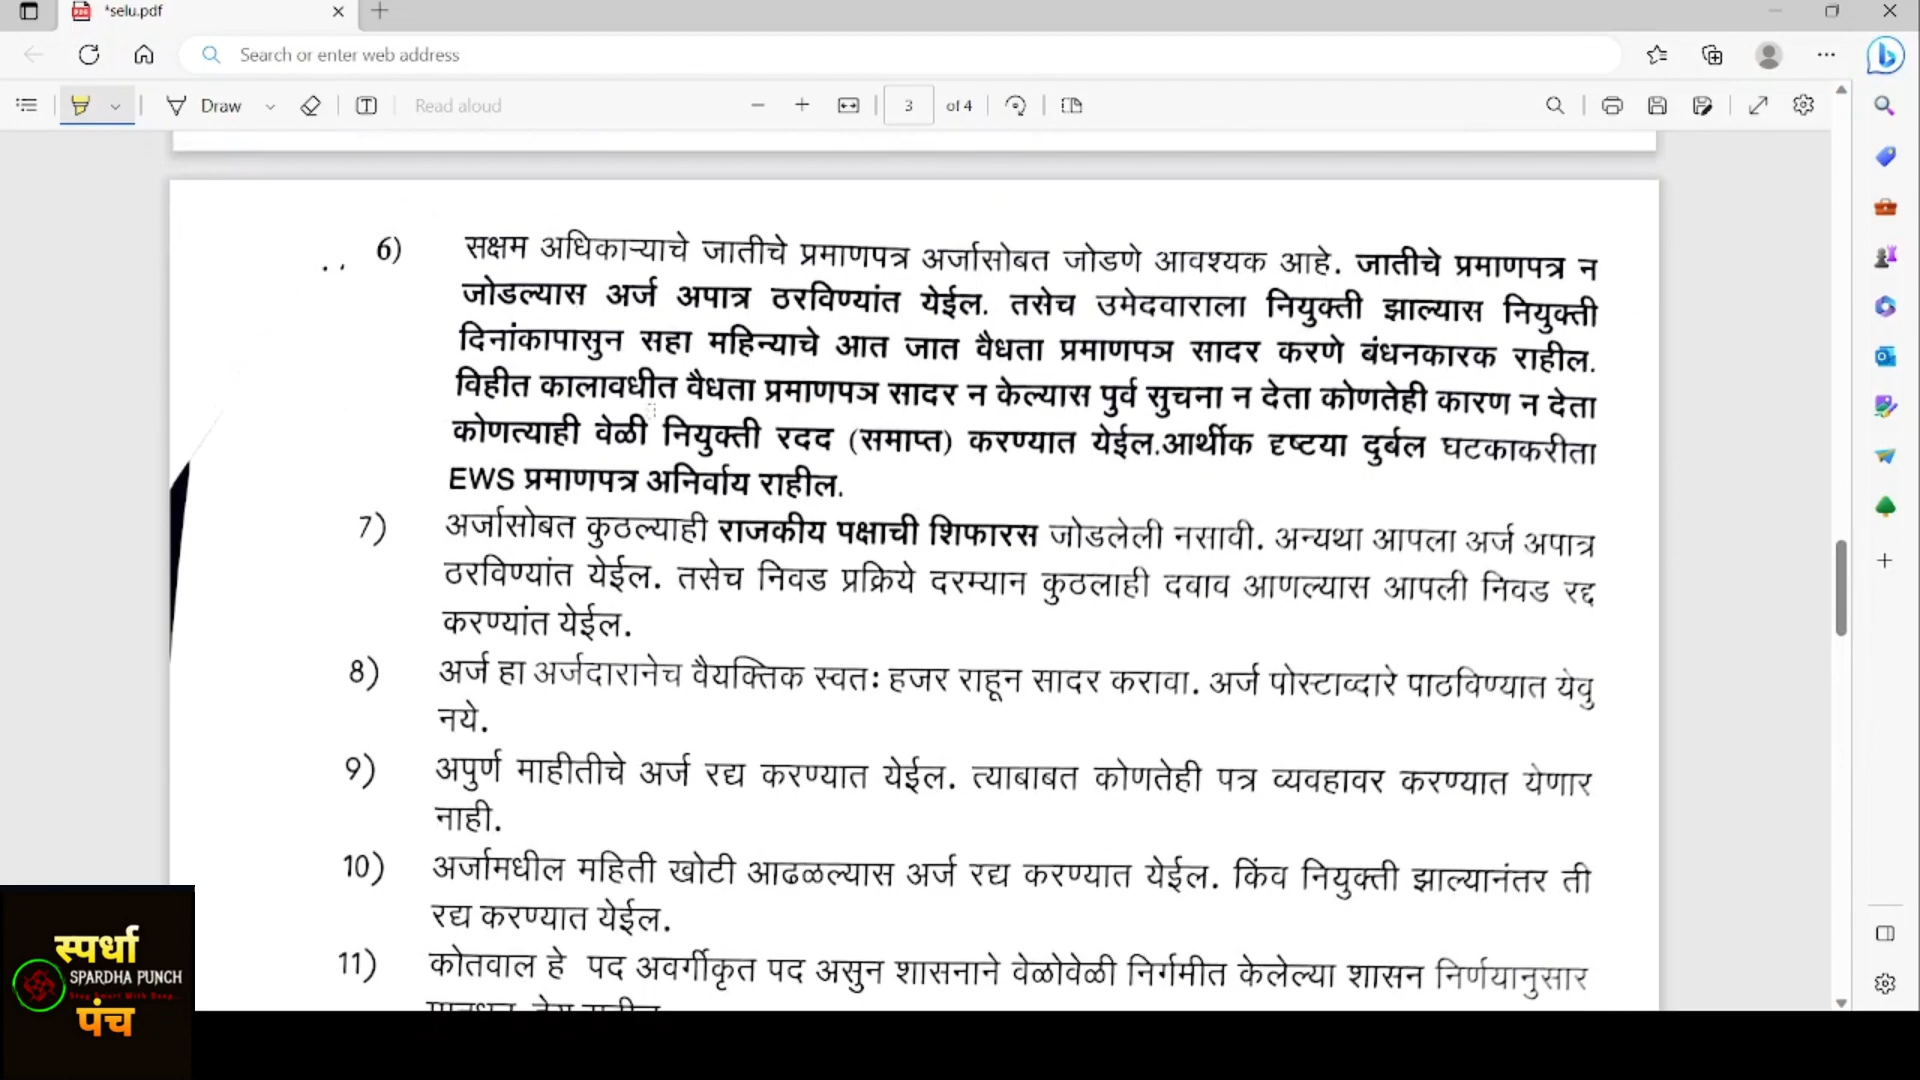 *selu.pdf
Search or enter web address
Draw
Read aloud
3 of 4
6) सक्षम अधिकाऱ्याचे जातीचे प्रमाणपत्र अर्जासोबत जोडणे आवश्यक आहे. जातीचे प्रमाणपत्र न
जोडल्यास अर्ज अपात्र ठरविण्यांत येईल. तसेच उमेदवाराला नियुक्ती झाल्यास नियुक्ती
दिनांकापासुन सहा महिन्याचे आत जात वैधता प्रमाणपञ सादर करणे बंधनकारक राहील.
विहीत कालावधीत वैधता प्रमाणपञ सादर न केल्यास पुर्व सुचना न देता कोणतेही कारण न देता
कोणत्याही वेळी नियुक्ती रदद (समाप्त) करण्यात येईल.आर्थीक दृष्टया दुर्बल घटकाकरीता
EWS प्रमाणपत्र अनिर्वाय राहील.
7) अर्जासोबत कुठल्याही राजकीय पक्षाची शिफारस जोडलेली नसावी. अन्यथा आपला अर्ज अपात्र
ठरविण्यांत येईल. तसेच निवड प्रक्रिये दरम्यान कुठलाही दबाव आणल्यास आपली निवड रद्द
करण्यांत येईल.
8) अर्ज हा अर्जदारानेच वैयक्तिक स्वतः हजर राहून सादर करावा. अर्ज पोस्टाव्दारे पाठविण्यात येवु
नये.
9) अपुर्ण माहीतीचे अर्ज रद्य करण्यात येईल. त्याबाबत कोणतेही पत्र व्यवहावर करण्यात येणार
नाही.
10) अर्जामधील महिती खोटी आढळल्यास अर्ज रद्य करण्यात येईल. किंव नियुक्ती झाल्यानंतर ती
रद्य करण्यात येईल.
11) कोतवाल हे पद अवर्गीकृत पद असुन शासनाने वेळोवेळी निर्गमीत केलेल्या शासन निर्णयानुसार
स्पर्धा
SPARDHA PUNCH
पंच